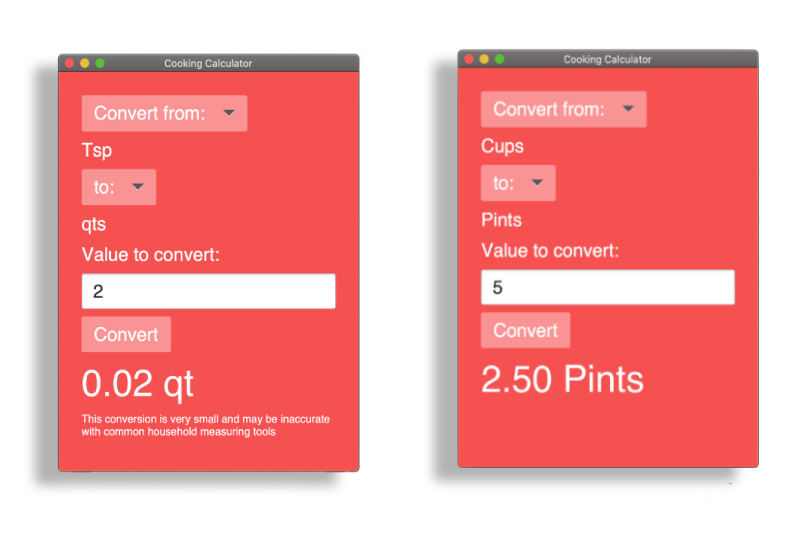 Cooking Calculator
Convert from:
Tsp
to:
qts
Value to convert:
2
Convert
0.02 qt
This conversion is very small and may be inaccurate
with common household measuring tools
Cooking Calculator
Convert from:
Cups
to:
Pints
Value to convert:
5
Convert
2.50 Pints